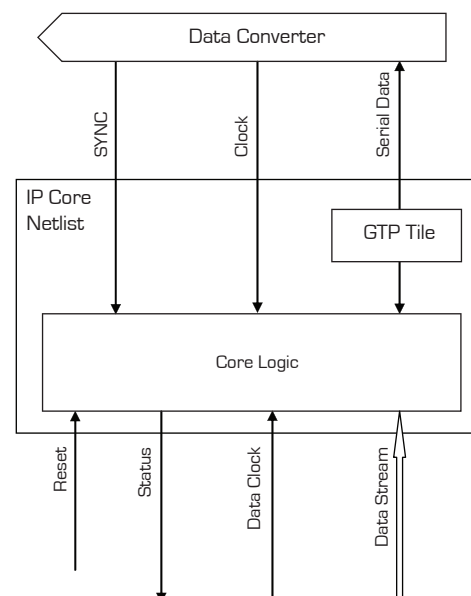 Data Converter
SYNC
Clock
Serial Data
IP Core
Netlist
GTP Tile
Core Logic
Reset
Status
Data Clock
Data Stream